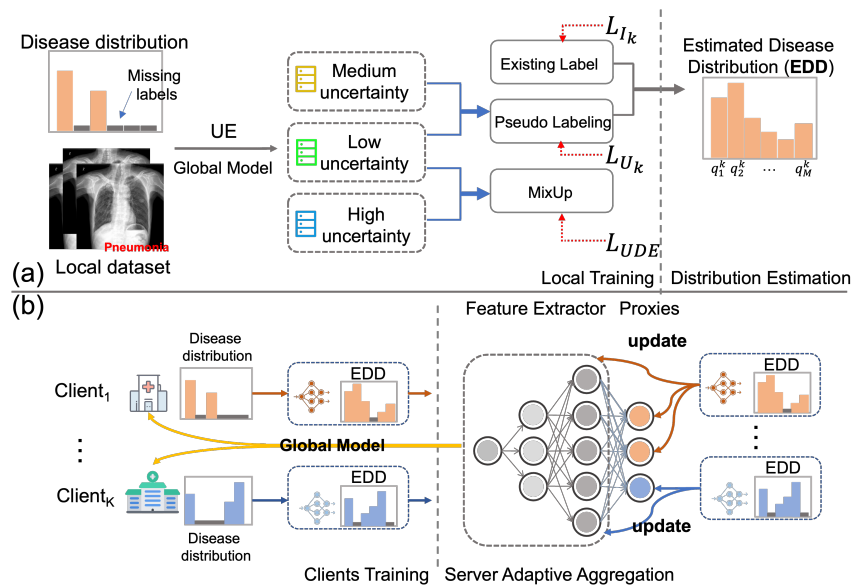 Disease distribution
Missing
labels
Pneumonia
Local dataset
(a)
UE
Global Model
Medium
uncertainty
Low
uncertainty
High
uncertainty
L_{I_k}
Existing Label
Pseudo Labeling
L_{U_k}
MixUp
L_{UDE}
Estimated Disease
Distribution (EDD)
q_1^k q_2^k ... q_M^k
Local Training
Distribution Estimation
(b)
Feature Extractor
Proxies
Disease
distribution
Client_1
EDD
Global Model
⋮
Client_K
EDD
Disease
distribution
update
EDD
⋮
EDD
update
Clients Training
Server Adaptive Aggregation